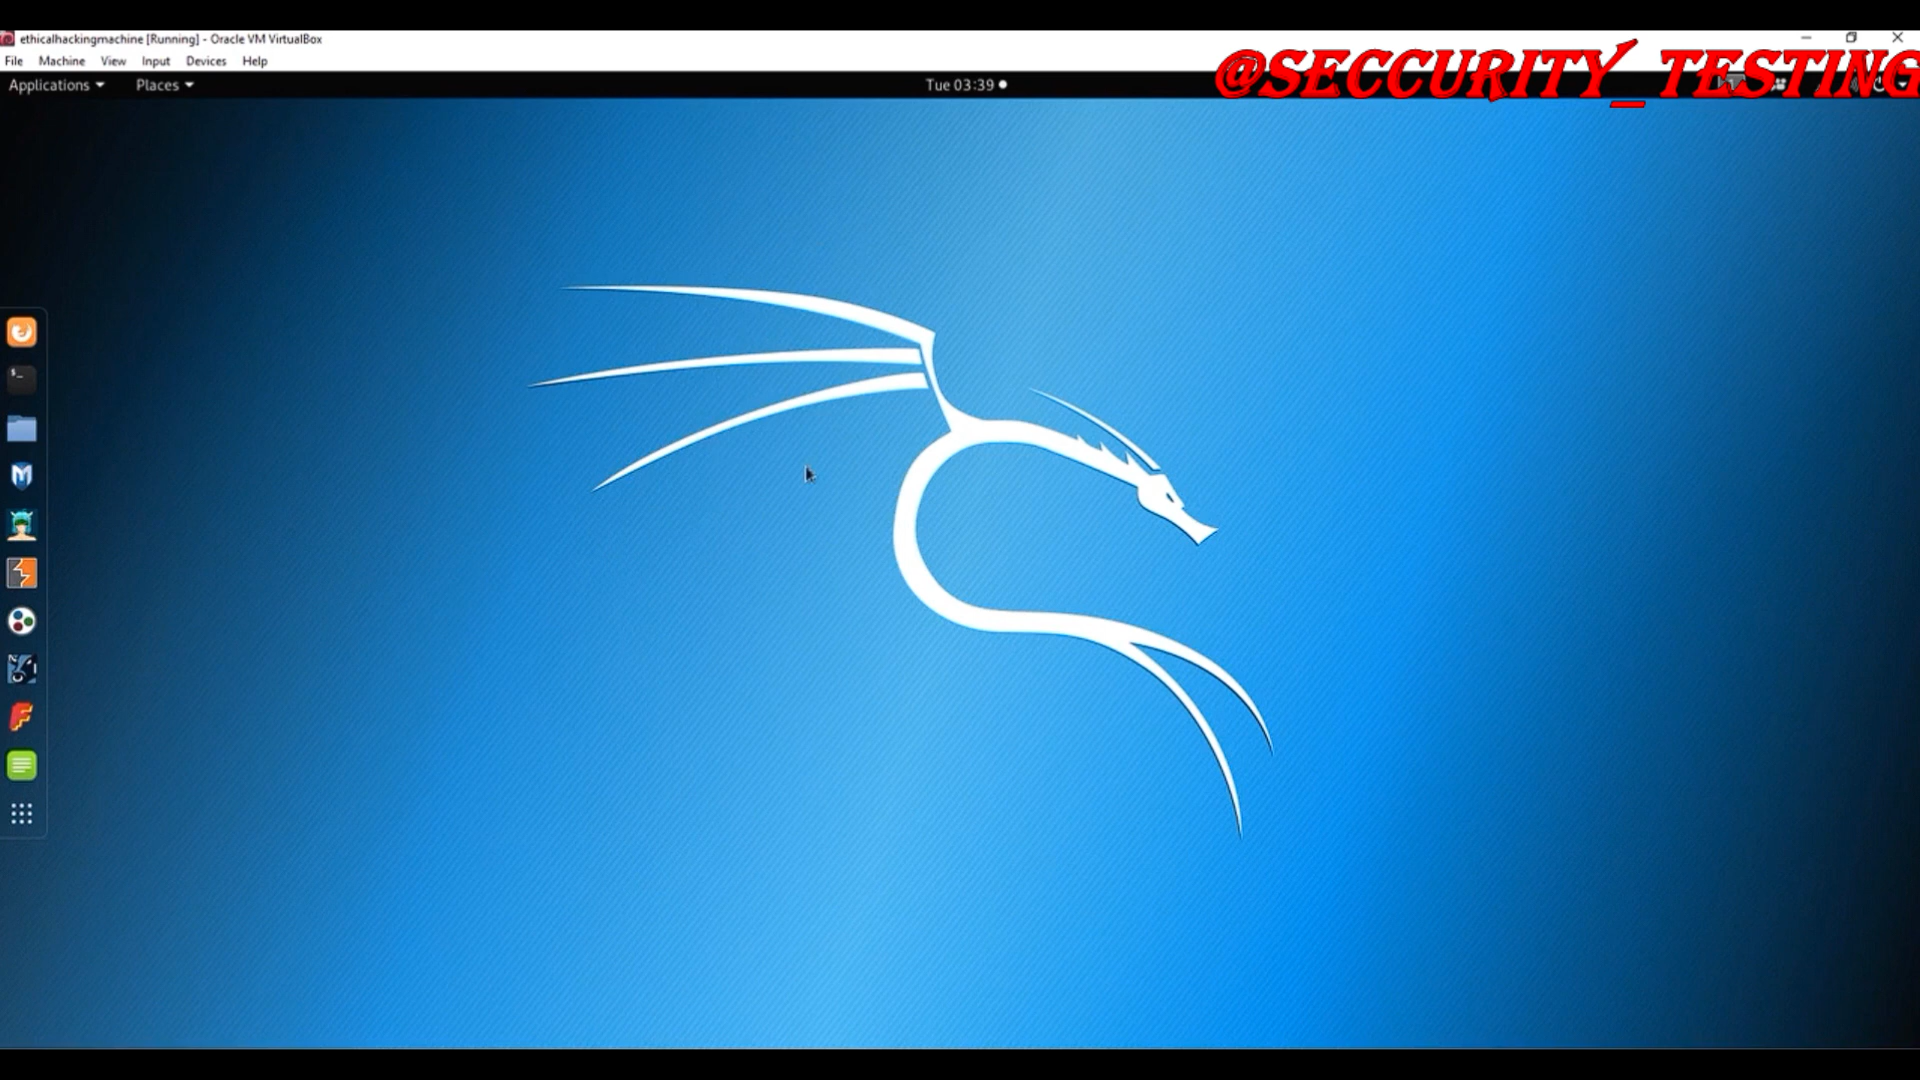 ethicalhackingmachine [Running] - Oracle VM VirtualBox
File Machine View Input Devices Help
@SECCURITY_TESTING
Applications Places Tue 03:39